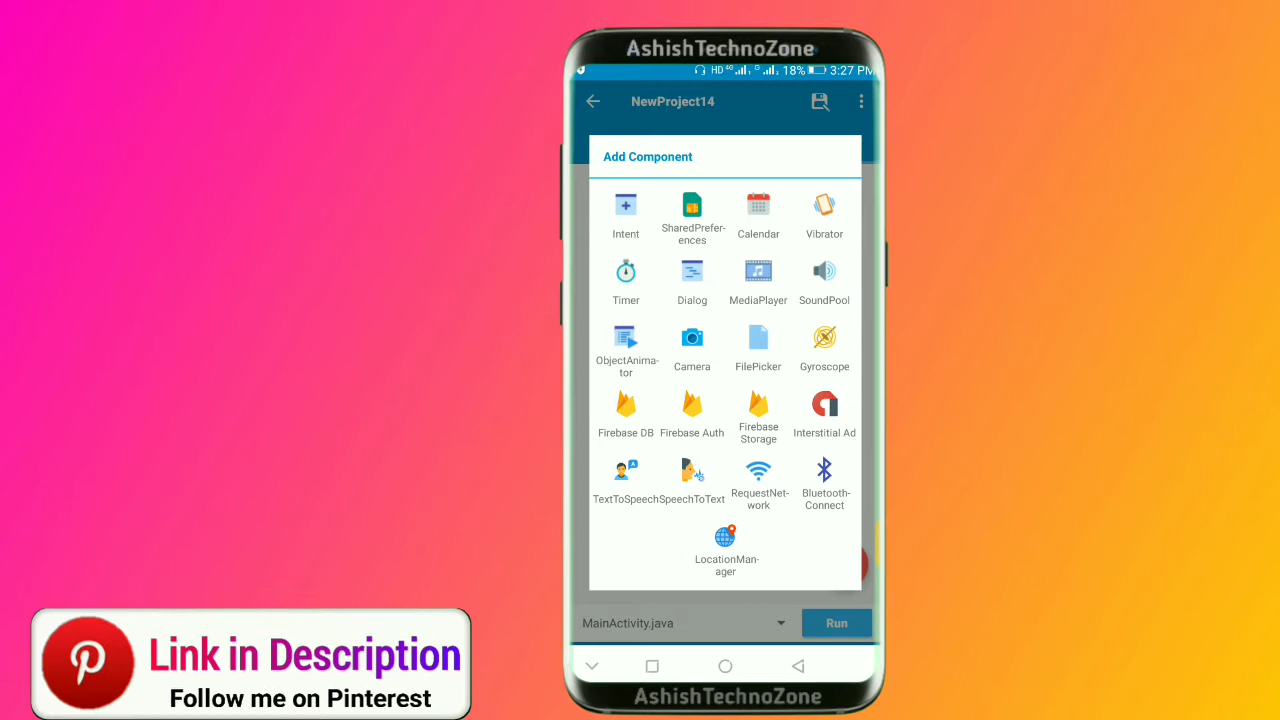 AshishTechnoZone
HD 4G G 18% 3:27 PM
NewProject14
Add Component
Intent
SharedPrefer-
ences
Calendar
Vibrator
Timer
Dialog
MediaPlayer
SoundPool
ObjectAnima-
tor
Camera
FilePicker
Gyroscope
Firebase DB
Firebase Auth
Firebase
Storage
Interstitial Ad
TextToSpeech
SpeechToText
RequestNet-
work
Bluetooth-
Connect
LocationMan-
ager
MainActivity.java
Run
AshishTechnoZone
Link in Description
Follow me on Pinterest